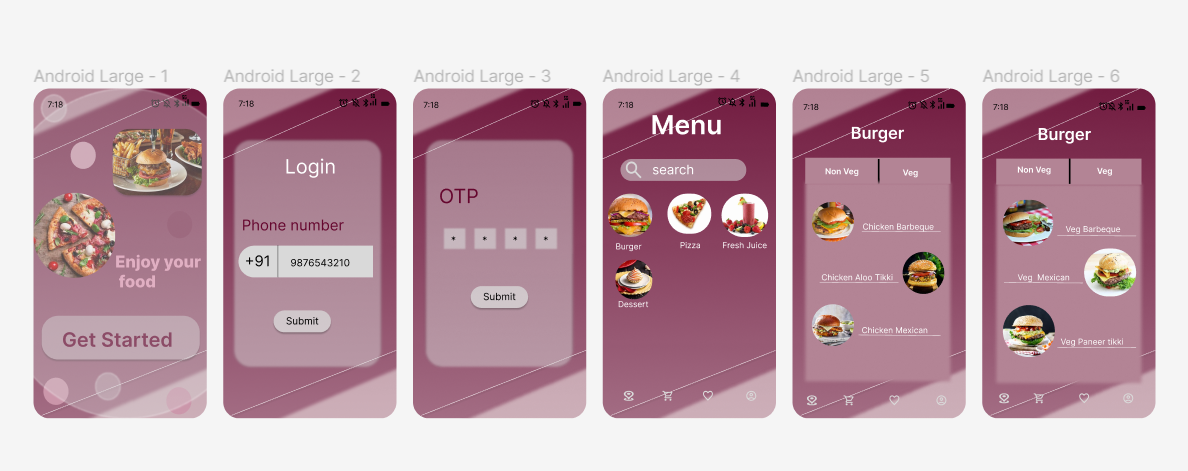 Android Large - 1
7:18
Enjoy your
food
Get Started
Android Large - 2
7:18
Login
Phone number
+91
9876543210
Submit
Android Large - 3
7:18
OTP
* * * *
Submit
Android Large - 4
7:18
Menu
search
Burger
Pizza
Fresh Juice
Dessert
Android Large - 5
7:18
Burger
Non Veg
Veg
Chicken Barbeque
Chicken Aloo Tikki
Chicken Mexican
Android Large - 6
7:18
Burger
Non Veg
Veg
Veg Barbeque
Veg Mexican
Veg Paneer tikki